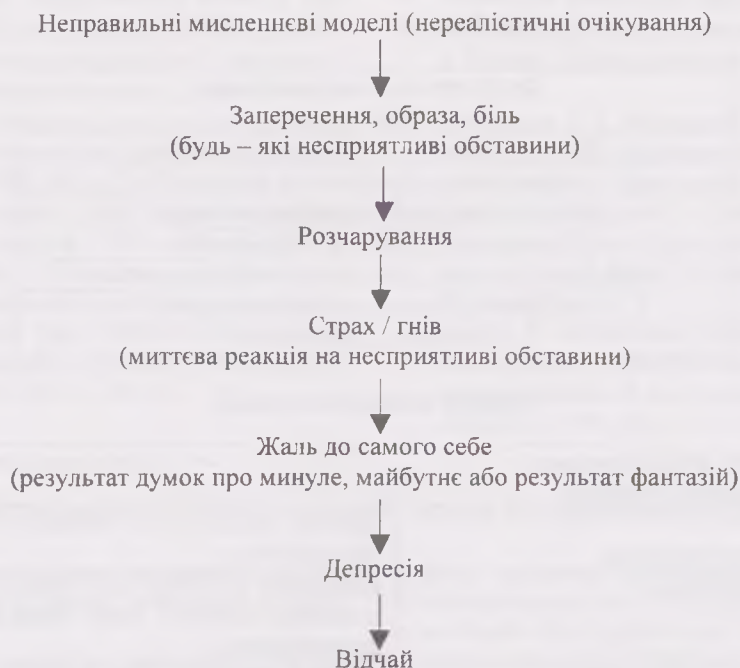 Неправильні мисленнєві моделі (нереалістичні очікування)
Заперечення, образа, біль
(будь – які несприятливі обставини)
Розчарування
Страх / гнів
(миттєва реакція на несприятливі обставини)
Жаль до самого себе
(результат думок про минуле, майбутнє або результат фантазій)
Депресія
Відчай